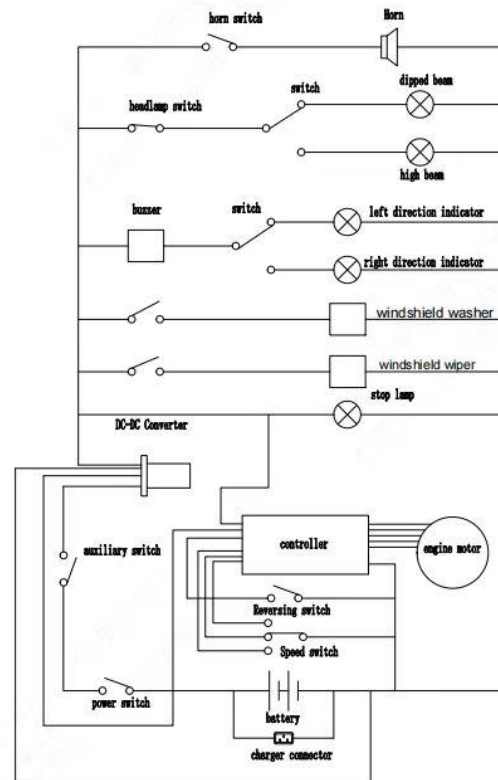 Horn
horn switch
dipped beam
switch
headlamp switch
high beam
buzzer
switch
left direction indicator
right direction indicator
windshield washer
windshield wiper
stop lamp
DC-DC Converter
auxiliary switch
controller
engine motor
Reversing switch
Speed switch
power switch
battery
charger connector